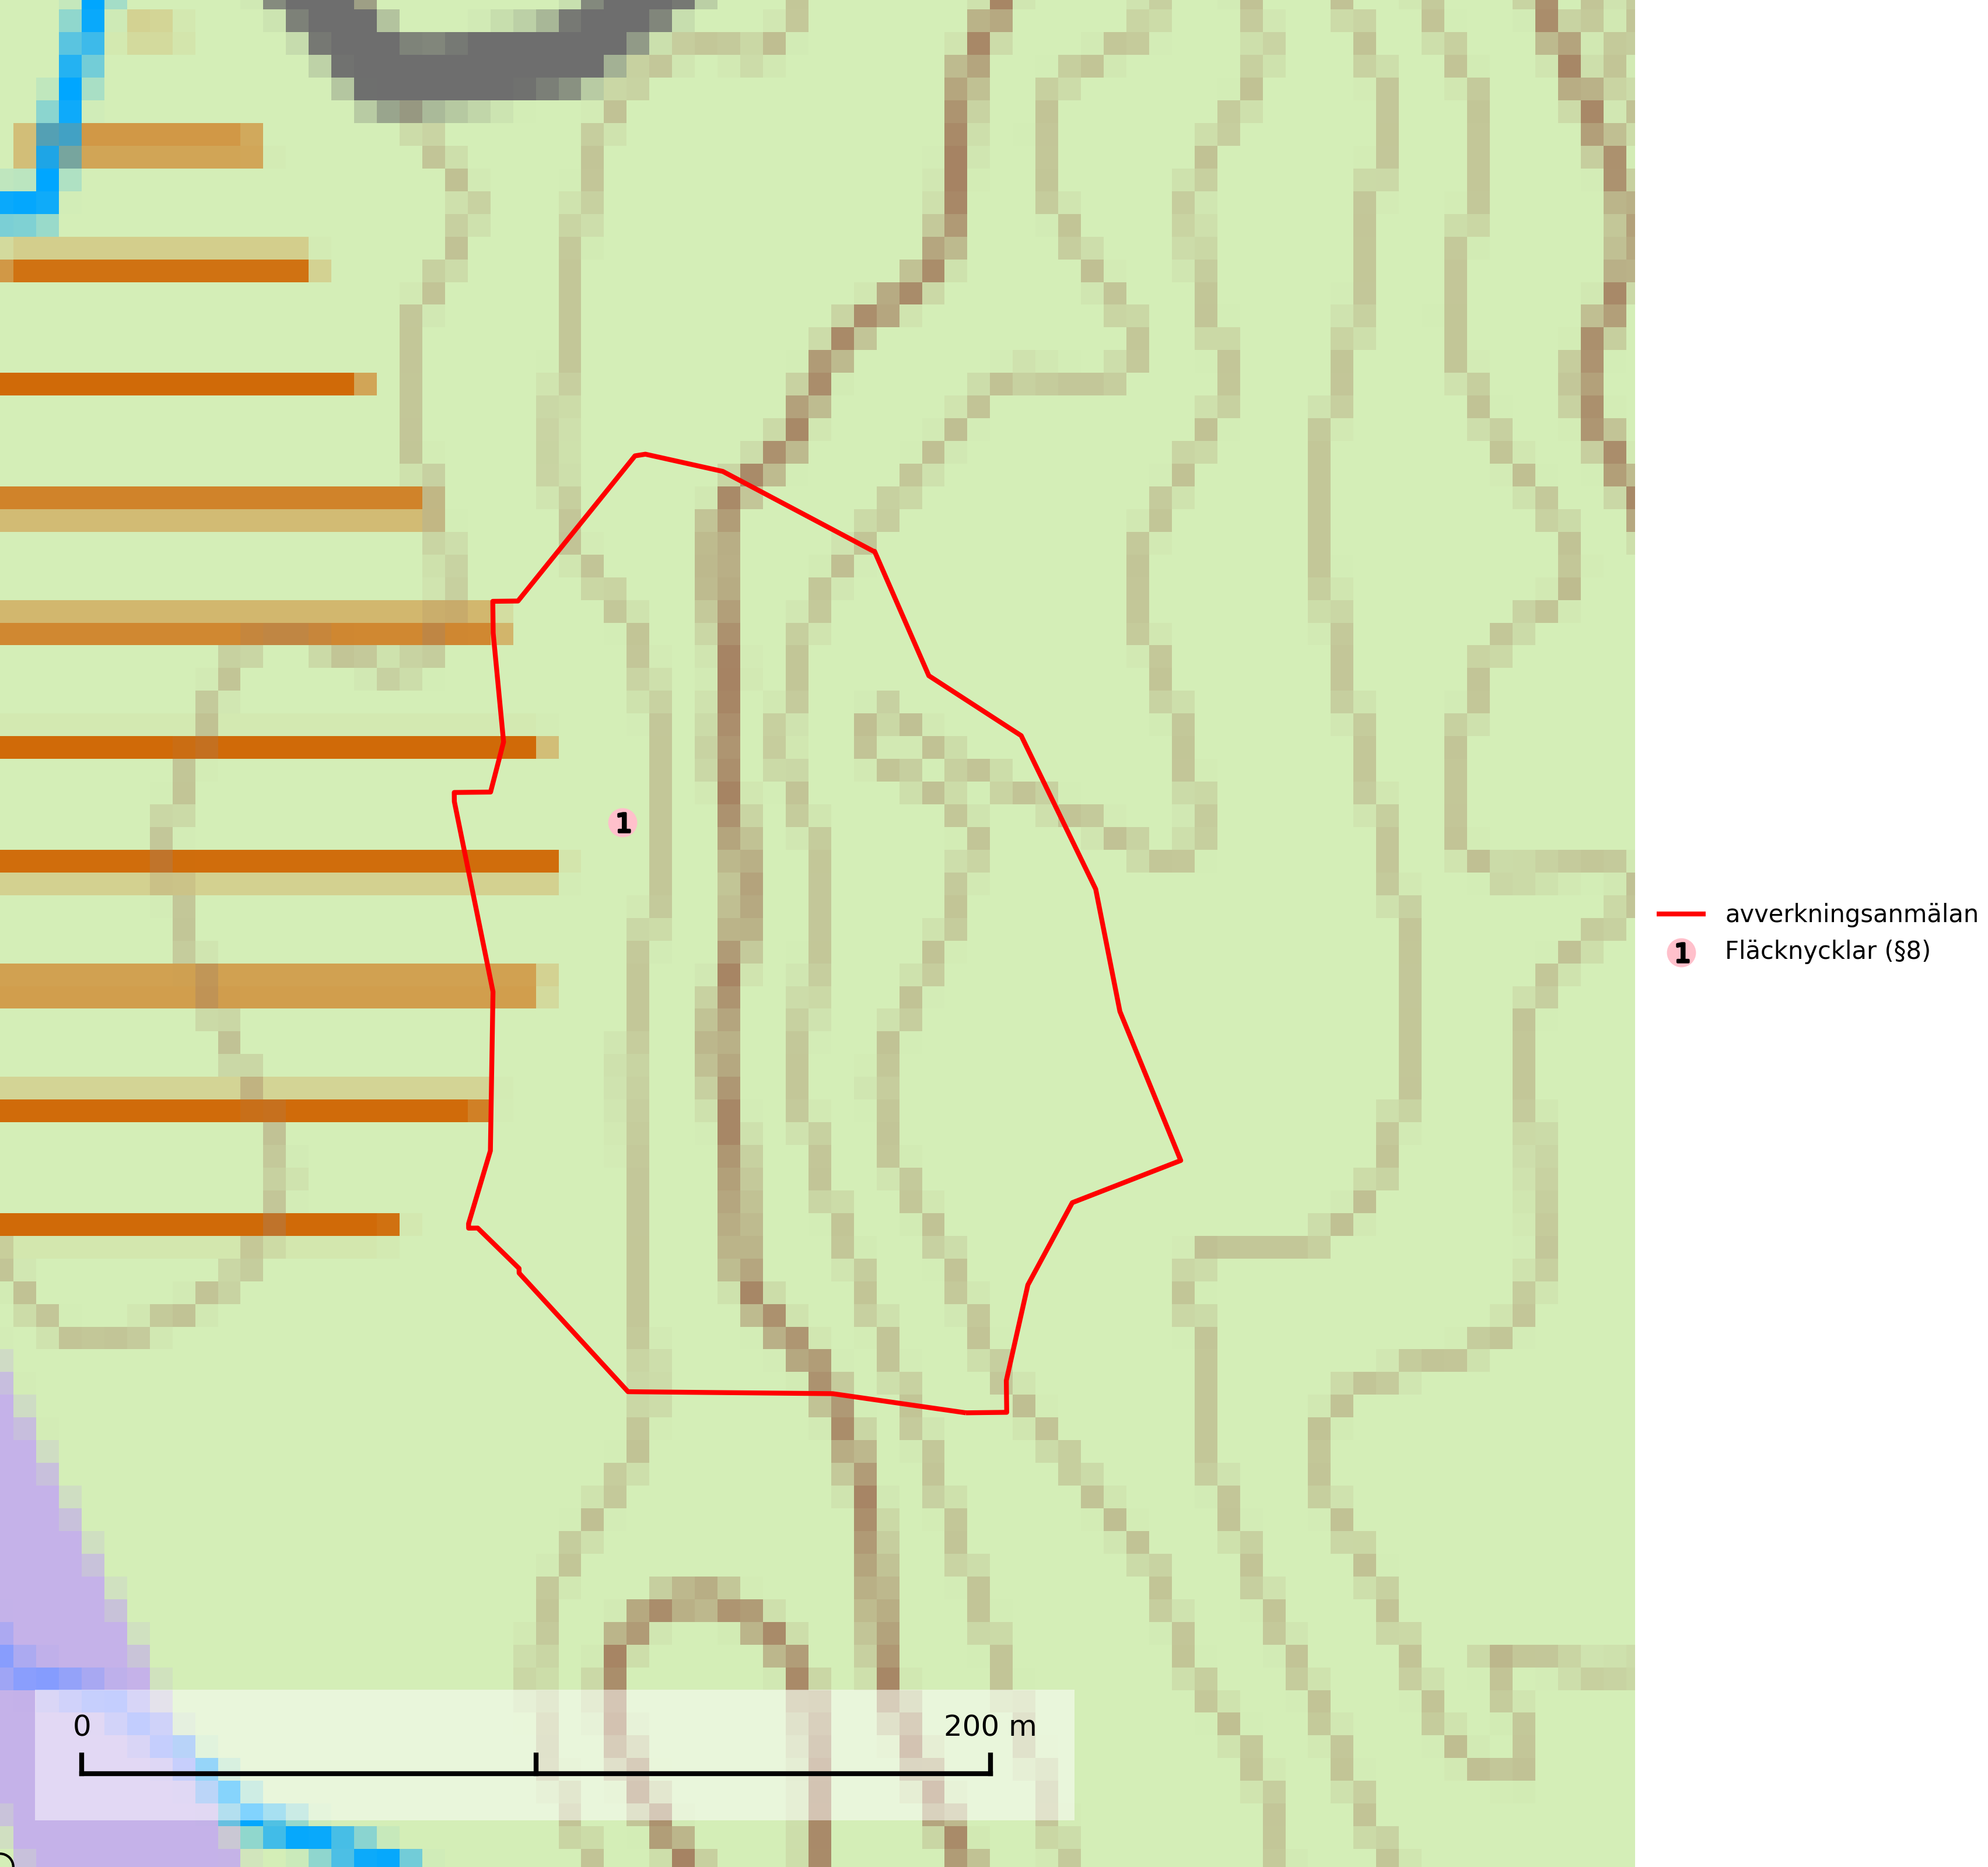 1
avverkningsanmälan
1 Fläcknycklar (§8)
0 200 m